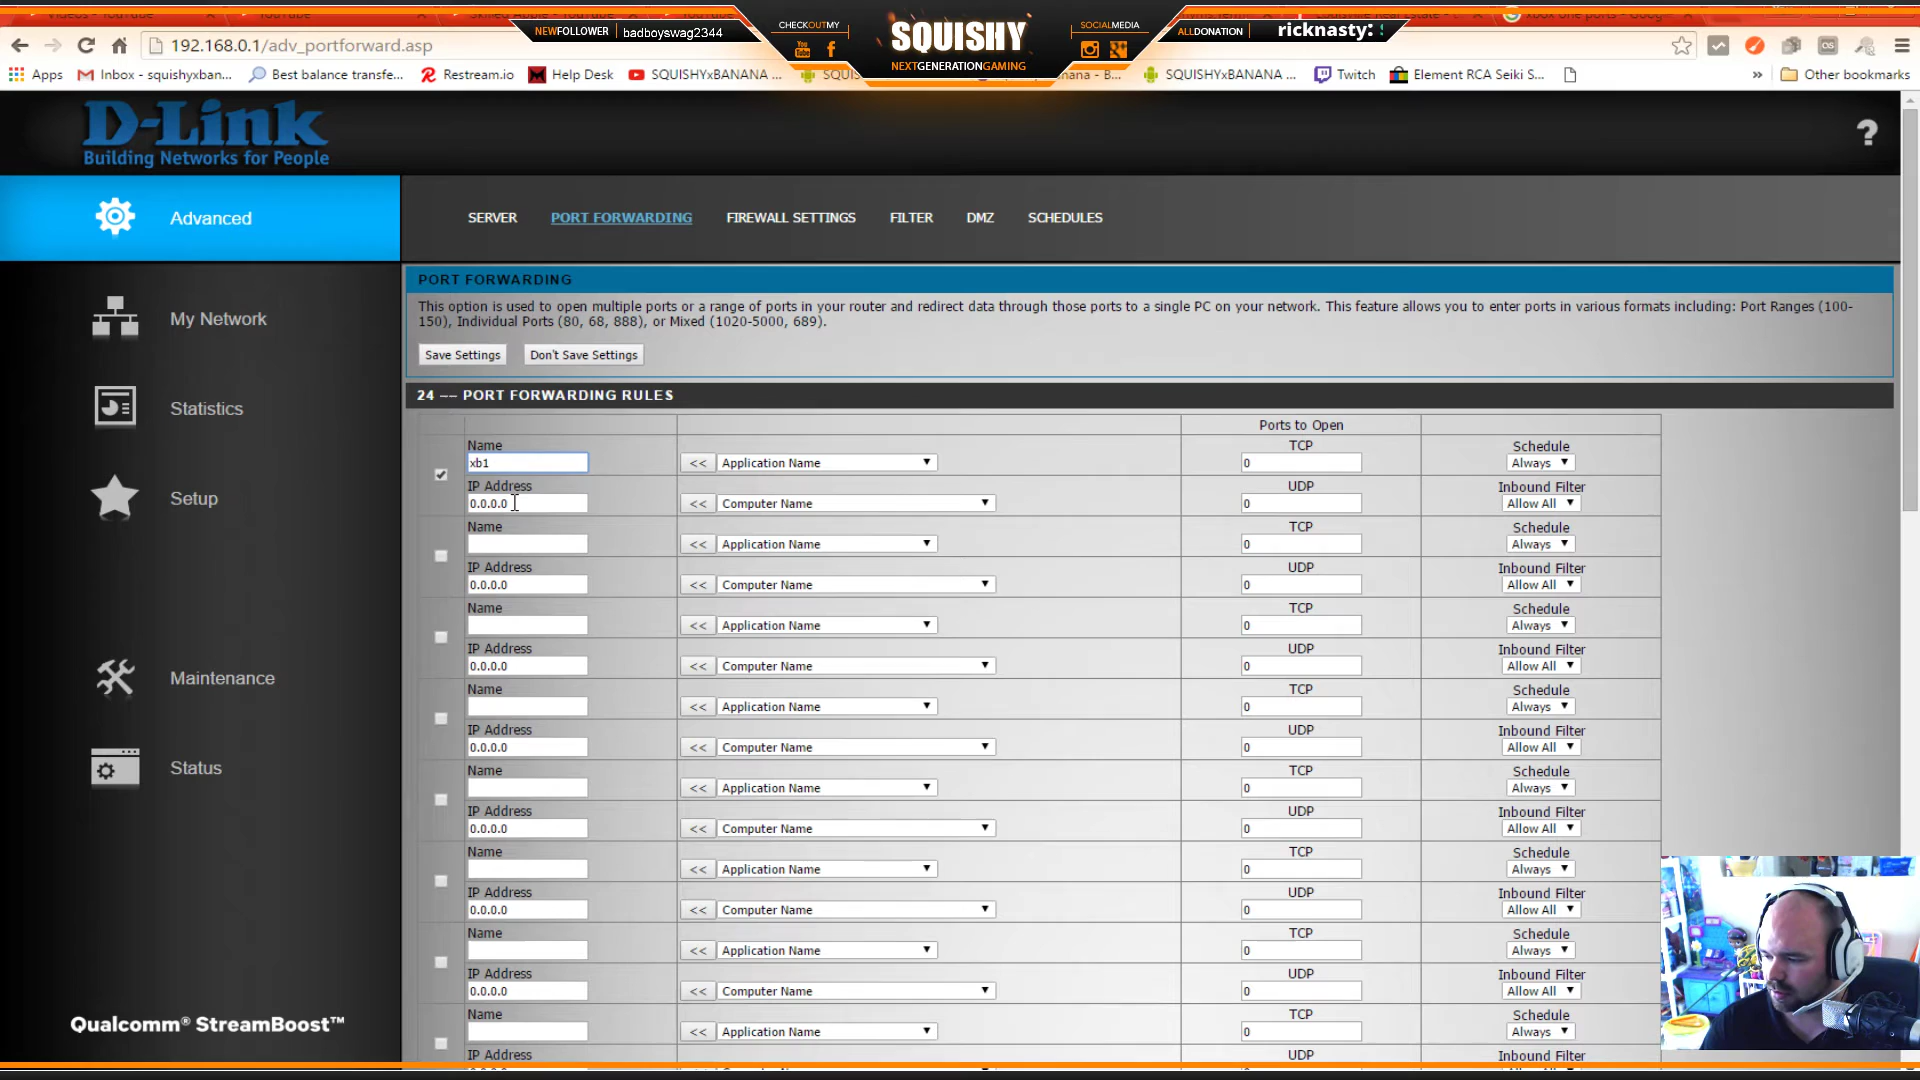 CHECKOUTMY
SOCIALMEDIA
NEWFOLLOWER badboyswag2344
SQUISHY
NEXTGENERATIONGAMING
ALLDONATION ricknasty:
192.168.0.1/adv_portforward.asp
Apps
Inbox - squishyxban...
Best balance transfe...
Restream.io
Help Desk
SQUISHYxBANANA ...
SQUISHYxBANANA ...
Twitch
Element RCA Seiki S...
»
Other bookmarks
D-Link
Building Networks for People
?
Advanced
SERVER
PORT FORWARDING
FIREWALL SETTINGS
FILTER
DMZ
SCHEDULES
My Network
Statistics
Setup
Maintenance
Status
Qualcomm® StreamBoost™
PORT FORWARDING
This option is used to open multiple ports or a range of ports in your router and redirect data through those ports to a single PC on your network. This feature allows you to enter ports in various formats including: Port Ranges (100-
150), Individual Ports (80, 68, 888), or Mixed (1020-5000, 689).
Save Settings Don't Save Settings
24 -- PORT FORWARDING RULES
Ports to Open
Name TCP Schedule
xb1 << Application Name 0 Always
IP Address UDP Inbound Filter
0.0.0.0 << Computer Name 0 Allow All
Name TCP Schedule
<< Application Name 0 Always
IP Address UDP Inbound Filter
0.0.0.0 << Computer Name 0 Allow All
Name TCP Schedule
<< Application Name 0 Always
IP Address UDP Inbound Filter
0.0.0.0 << Computer Name 0 Allow All
Name TCP Schedule
<< Application Name 0 Always
IP Address UDP Inbound Filter
0.0.0.0 << Computer Name 0 Allow All
Name TCP Schedule
<< Application Name 0 Always
IP Address UDP Inbound Filter
0.0.0.0 << Computer Name 0 Allow All
Name TCP Schedule
<< Application Name 0 Always
IP Address UDP Inbound Filter
0.0.0.0 << Computer Name 0 Allow All
Name TCP Schedule
<< Application Name 0 Always
IP Address UDP Inbound Filter
0.0.0.0 << Computer Name 0 Allow All
Name TCP Schedule
<< Application Name 0 Always
IP Address UDP Inbound Filter